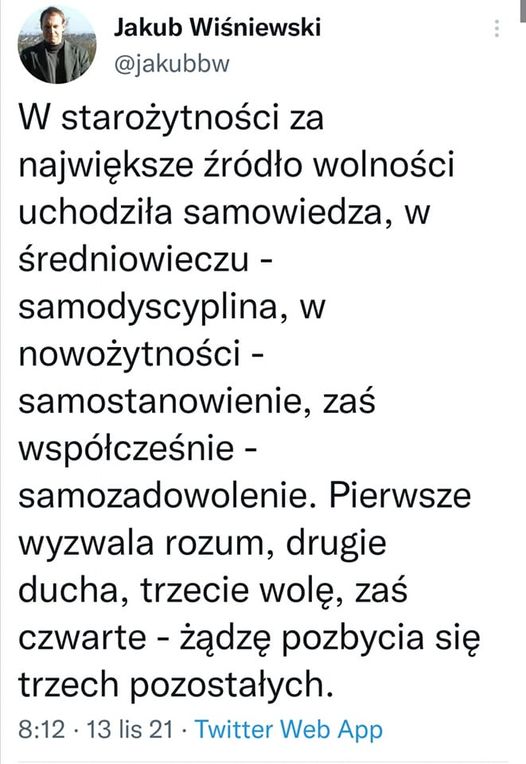 Jakub Wiśniewski
@jakubbw
W starożytności za
największe źródło wolności
uchodziła samowiedza, w
średniowieczu -
samodyscyplina, w
nowożytności -
samostanowienie, zaś
współcześnie -
samozadowolenie. Pierwsze
wyzwala rozum, drugie
ducha, trzecie wolę, zaś
czwarte - żądzę pozbycia się
trzech pozostałych.
8:12 · 13 lis 21 · Twitter Web App